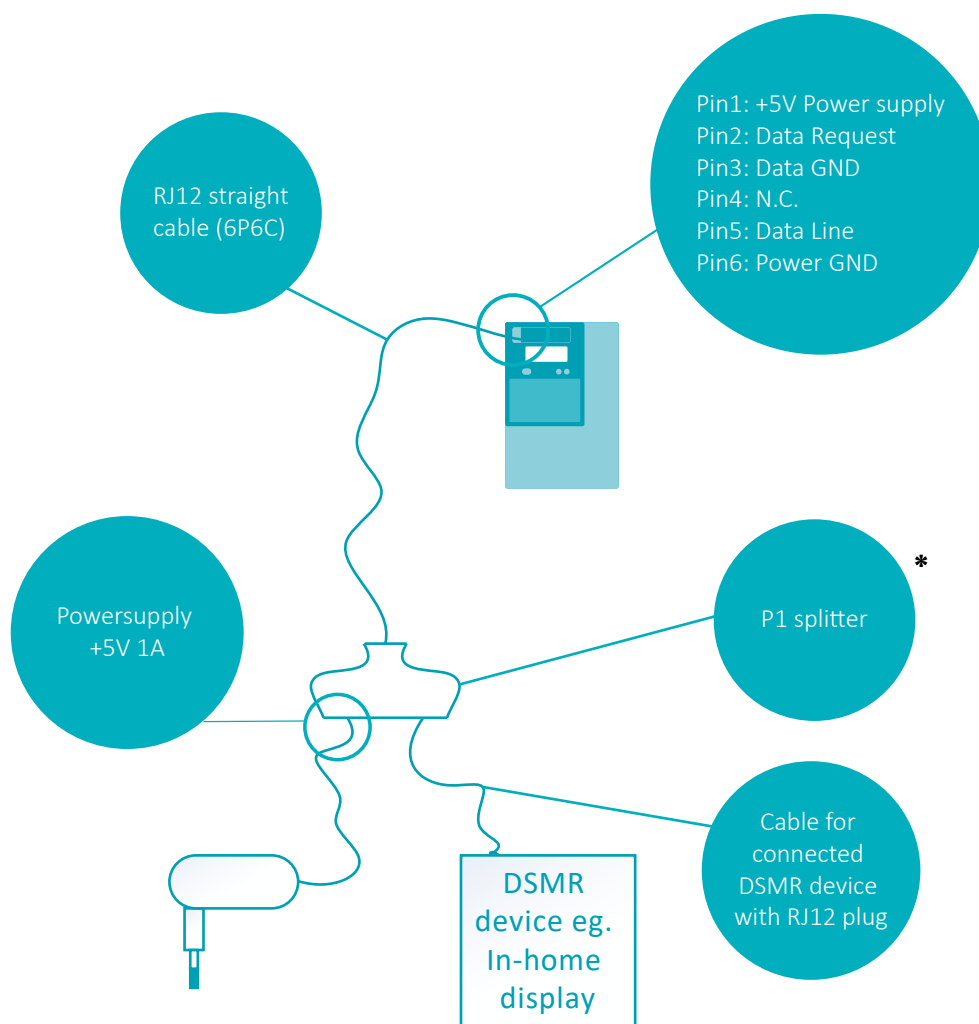 Pin1: +5V Power supply
Pin2: Data Request
Pin3: Data GND
Pin4: N.C.
Pin5: Data Line
Pin6: Power GND
RJ12 straight
cable (6P6C)
*
P1 splitter
Powersupply
+5V 1A
Cable for
connected
DSMR device
with RJ12 plug
DSMR
device eg.
In-home
display